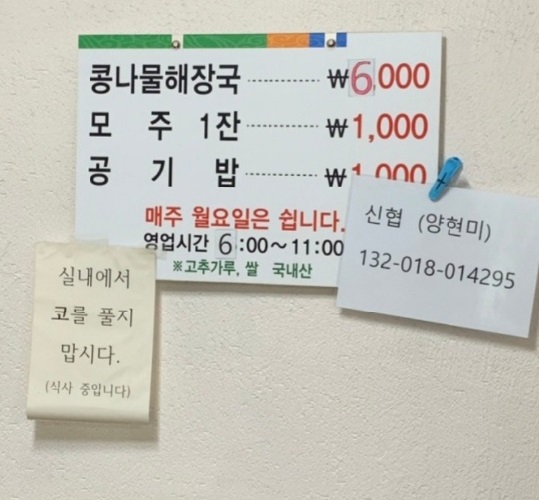 콩나물해장국 ············ ₩6,000
모 주 1잔 ············ ₩1,000
공 기 밥 ············ ₩1,000
매주 월요일은 쉽니다.
영업시간 6:00~11:00
※고추가루, 쌀 국내산
신협 (양현미)
132-018-014295
실내에서
코를 풀지
맙시다.
(식사 중입니다)